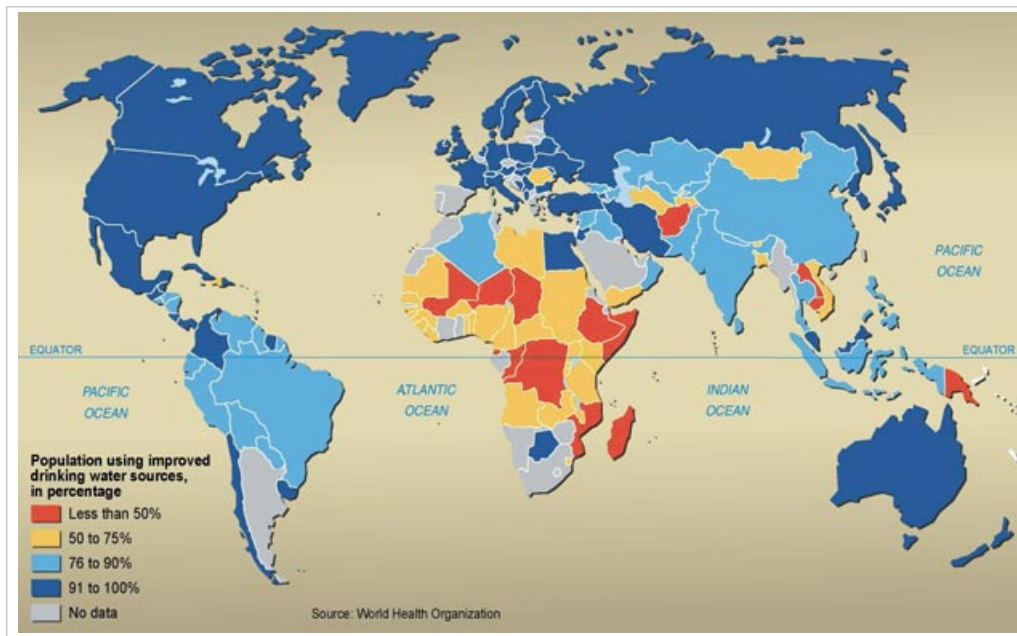 PACIFIC
OCEAN
EQUATOR
EQUATOR
PACIFIC
OCEAN
ATLANTIC
OCEAN
INDIAN
OCEAN
Population using improved
drinking water sources,
in percentage
Less than 50%
50 to 75%
76 to 90%
91 to 100%
No data
Source: World Health Organization